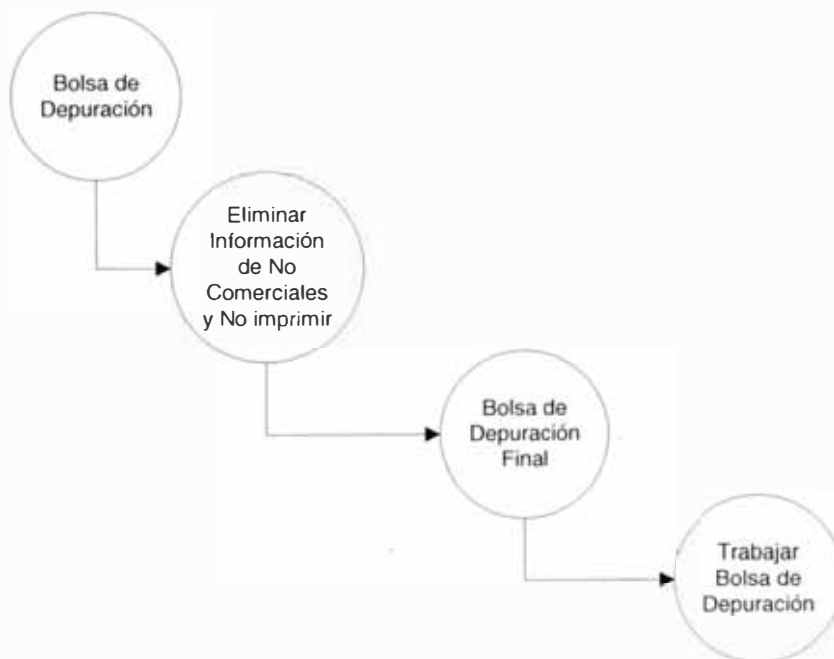 Bolsa de
Depuración
Eliminar
Información
de No
Comerciales
y No imprimir
Bolsa de
Depuración
Final
Trabajar
Bolsa de
Depuración